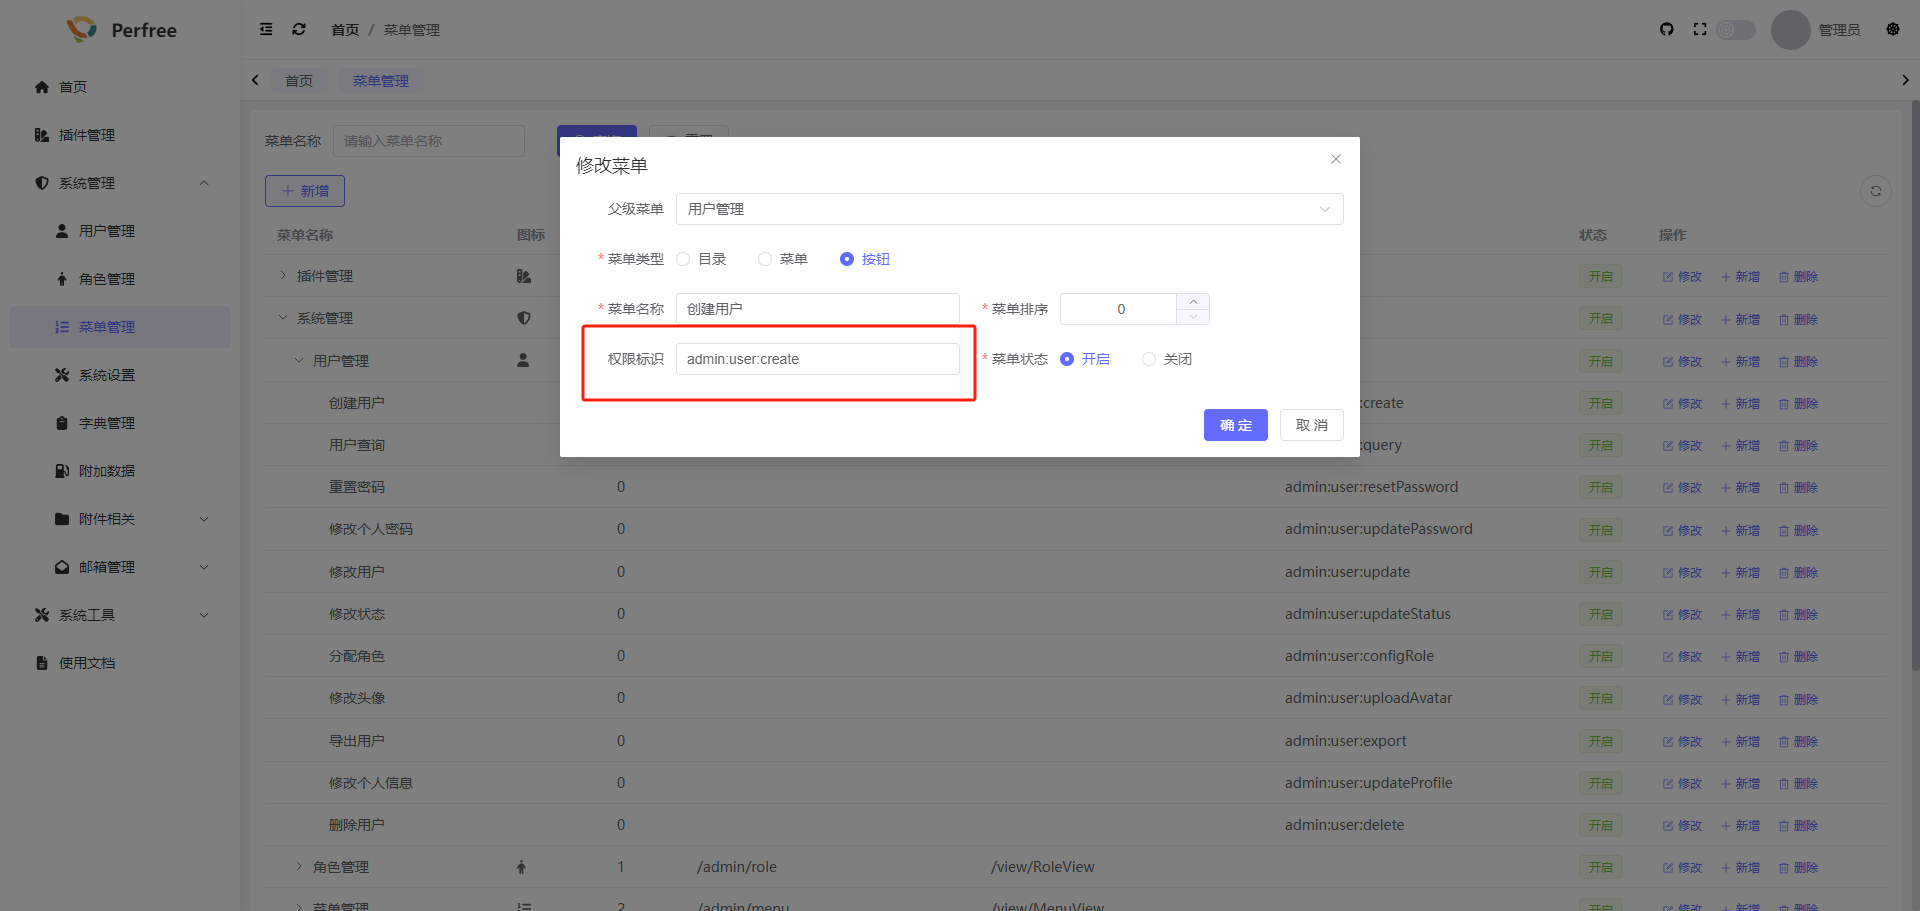 Perfree
首页 / 菜单管理
管理员
首页 菜单管理
首页
插件管理
系统管理
用户管理
角色管理
菜单管理
系统设置
字典管理
附加数据
附件相关
邮箱管理
系统工具
使用文档
菜单名称 请输入菜单名称
新增
菜单名称 图标 状态 操作
插件管理 开启 修改 新增 删除
系统管理 开启 修改 新增 删除
用户管理 开启 修改 新增 删除
创建用户 :create 开启 修改 新增 删除
用户查询 :query 开启 修改 新增 删除
重置密码 0 admin:user:resetPassword 开启 修改 新增 删除
修改个人密码 0 admin:user:updatePassword 开启 修改 新增 删除
修改用户 0 admin:user:update 开启 修改 新增 删除
修改状态 0 admin:user:updateStatus 开启 修改 新增 删除
分配角色 0 admin:user:configRole 开启 修改 新增 删除
修改头像 0 admin:user:uploadAvatar 开启 修改 新增 删除
导出用户 0 admin:user:export 开启 修改 新增 删除
修改个人信息 0 admin:user:updateProfile 开启 修改 新增 删除
删除用户 0 admin:user:delete 开启 修改 新增 删除
角色管理 1 /admin/role /view/RoleView 开启 修改 新增 删除
菜单管理 2 /admin/menu /view/MenuView 开启 修改 新增 删除
修改菜单
父级菜单 用户管理
* 菜单类型 目录 菜单 按钮
* 菜单名称 创建用户 * 菜单排序 0
权限标识 admin:user:create * 菜单状态 开启 关闭
确 定 取 消